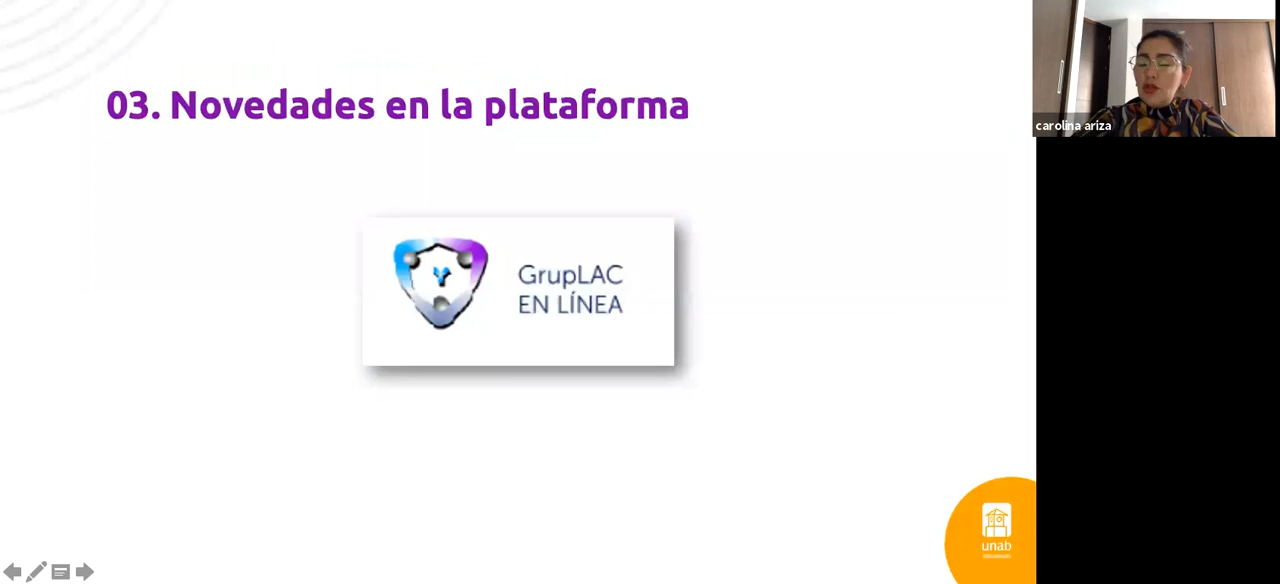 03. Novedades en la plataforma
carolina ariza
GrupLAC
EN LÍNEA
unab